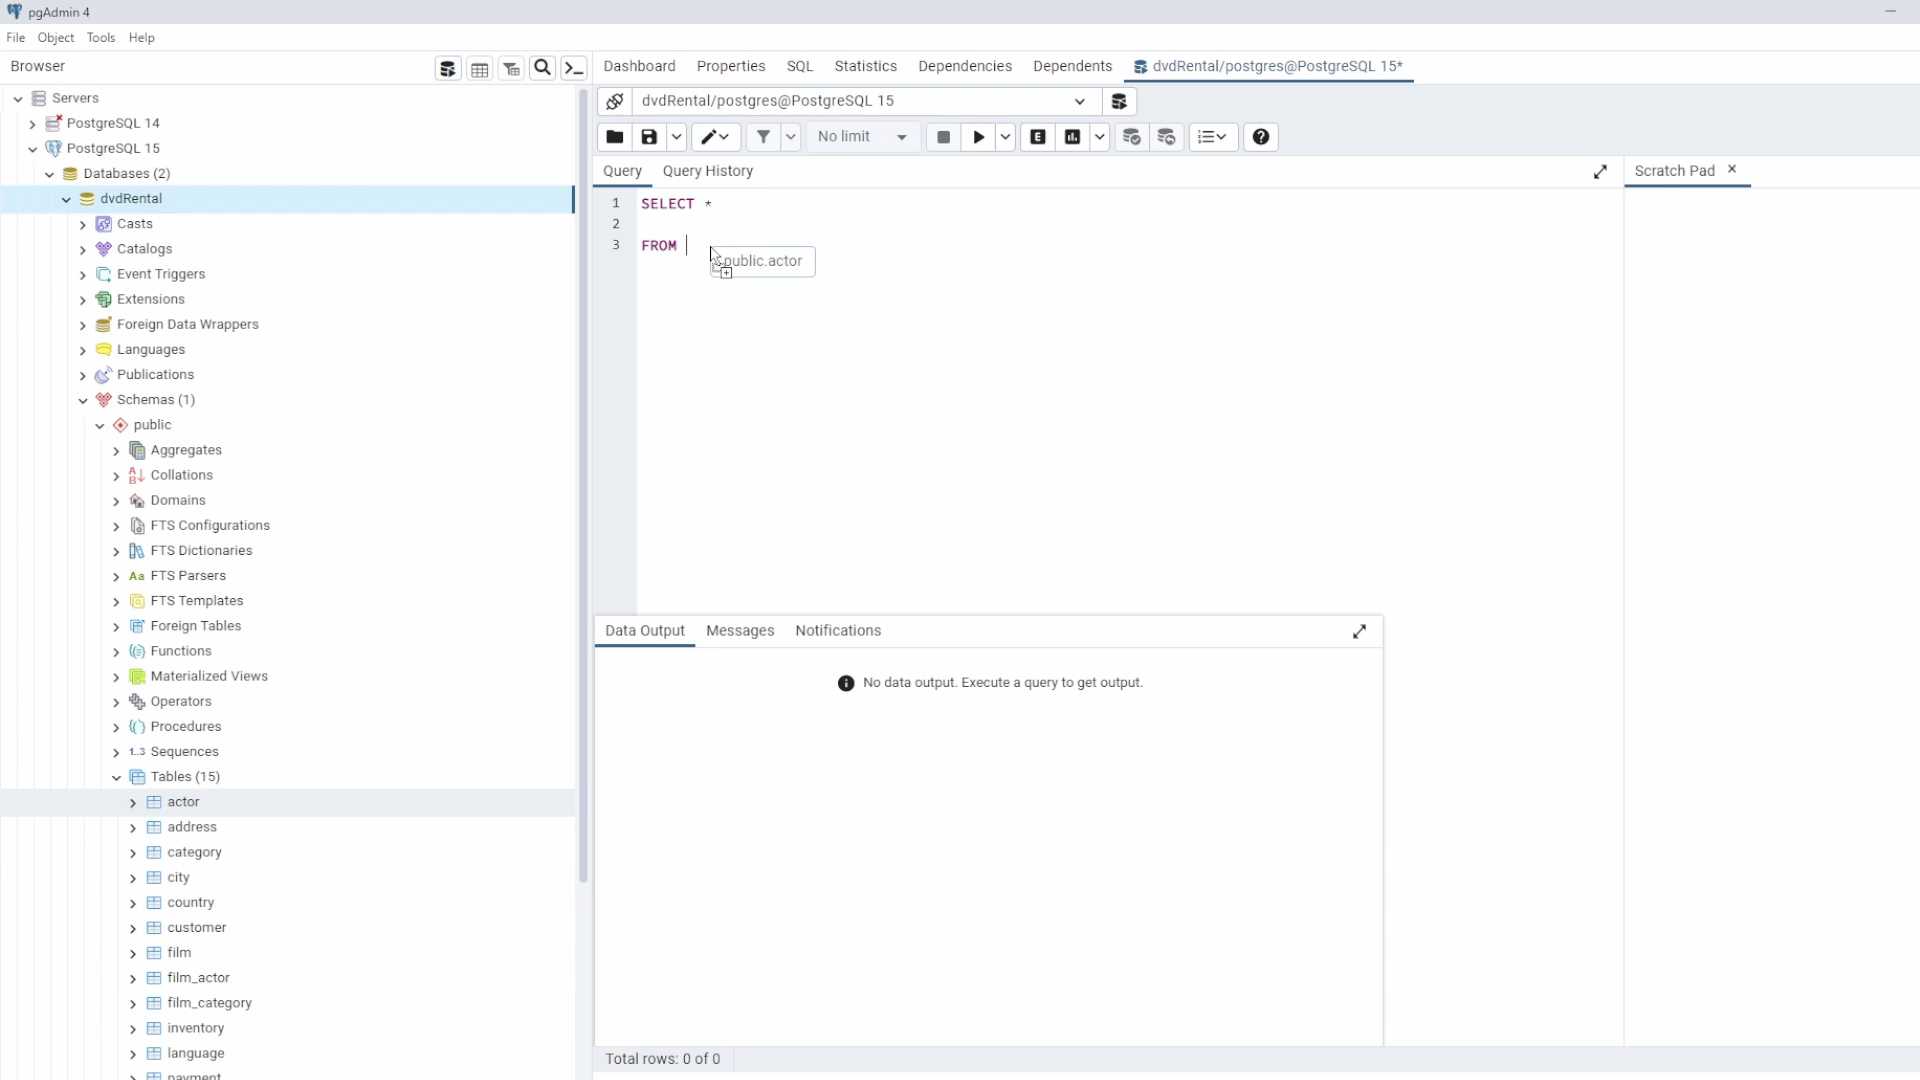 pgAdmin 4
File Object Tools Help
Browser
Dashboard Properties SQL Statistics Dependencies Dependents dvdRental/postgres@PostgreSQL 15*
dvdRental/postgres@PostgreSQL 15
No limit
Query Query History
Scratch Pad
1 SELECT *
2
3 FROM
public.actor
Servers
PostgreSQL 14
PostgreSQL 15
Databases (2)
dvdRental
Casts
Catalogs
Event Triggers
Extensions
Foreign Data Wrappers
Languages
Publications
Schemas (1)
public
Aggregates
Collations
Domains
FTS Configurations
FTS Dictionaries
Aa FTS Parsers
FTS Templates
Foreign Tables
Functions
Materialized Views
Operators
Procedures
1..3 Sequences
Tables (15)
actor
address
category
city
country
customer
film
film_actor
film_category
inventory
language
payment
Data Output Messages Notifications
No data output. Execute a query to get output.
Total rows: 0 of 0